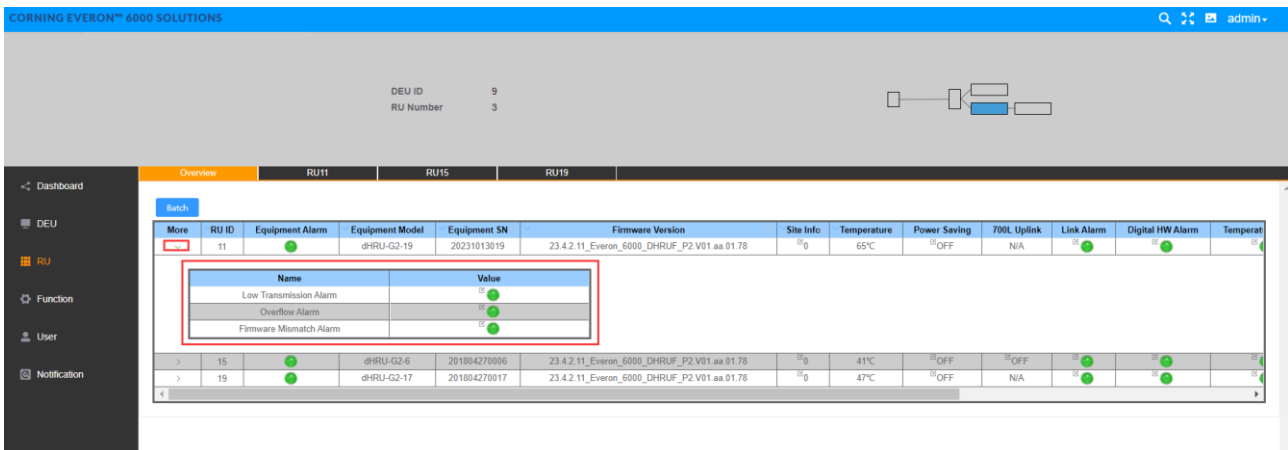 CORNING EVERON™ 6000 SOLUTIONS
admin
DEU ID 9
RU Number 3
Dashboard
DEU
RU
Function
User
Notification
Overview RU11 RU15 RU19
Batch
More RU ID Equipment Alarm Equipment Model Equipment SN Firmware Version Site Info Temperature Power Saving 700L Uplink Link Alarm Digital HW Alarm Temperat
11 dHRU-G2-19 20231013019 23.4.2.11_Everon_6000_DHRUF_P2.V01.aa.01.78 0 65℃ OFF N/A
Name Value
Low Transmission Alarm
Overflow Alarm
Firmware Mismatch Alarm
15 dHRU-G2-6 201804270006 23.4.2.11_Everon_6000_DHRUF_P2.V01.aa.01.78 0 41℃ OFF OFF
19 dHRU-G2-17 201804270017 23.4.2.11_Everon_6000_DHRUF_P2.V01.aa.01.78 0 47℃ OFF N/A